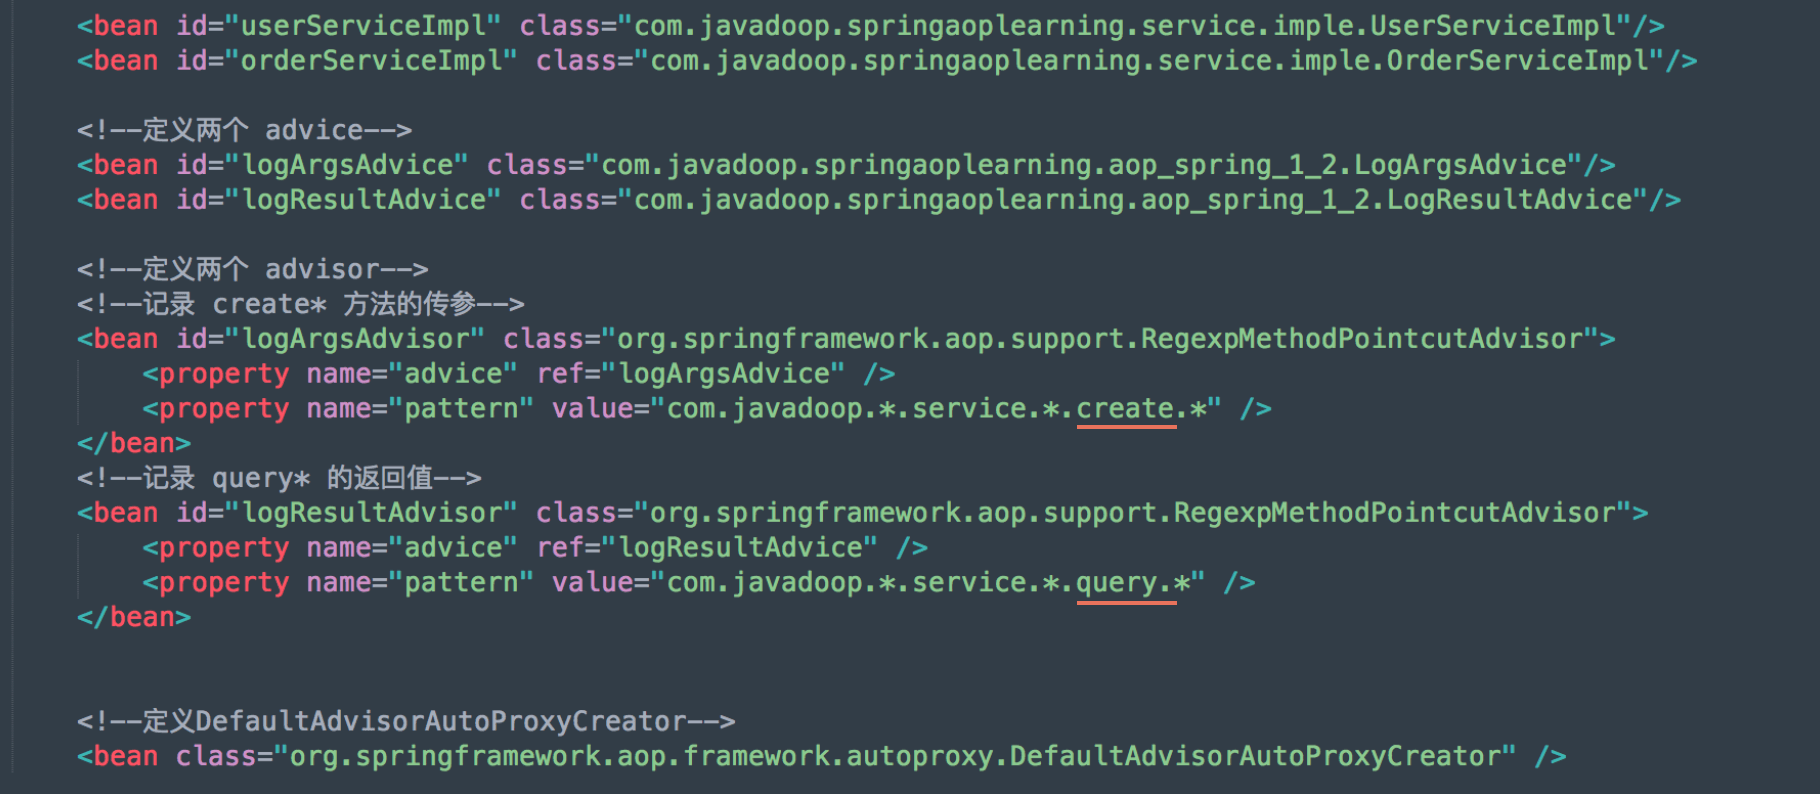 <bean id="userServiceImpl" class="com.javadoop.springaoplearning.service.imple.UserServiceImpl"/>
<bean id="orderServiceImpl" class="com.javadoop.springaoplearning.service.imple.OrderServiceImpl"/>
<!--定义两个 advice-->
<bean id="logArgsAdvice" class="com.javadoop.springaoplearning.aop_spring_1_2.LogArgsAdvice"/>
<bean id="logResultAdvice" class="com.javadoop.springaoplearning.aop_spring_1_2.LogResultAdvice"/>
<!--定义两个 advisor-->
<!--记录 create* 方法的传参-->
<bean id="logArgsAdvisor" class="org.springframework.aop.support.RegexpMethodPointcutAdvisor">
<property name="advice" ref="logArgsAdvice" />
<property name="pattern" value="com.javadoop.*.service.*.create.*" />
</bean>
<!--记录 query* 的返回值-->
<bean id="logResultAdvisor" class="org.springframework.aop.support.RegexpMethodPointcutAdvisor">
<property name="advice" ref="logResultAdvice" />
<property name="pattern" value="com.javadoop.*.service.*.query.*" />
</bean>
<!--定义DefaultAdvisorAutoProxyCreator-->
<bean class="org.springframework.aop.framework.autoproxy.DefaultAdvisorAutoProxyCreator" />